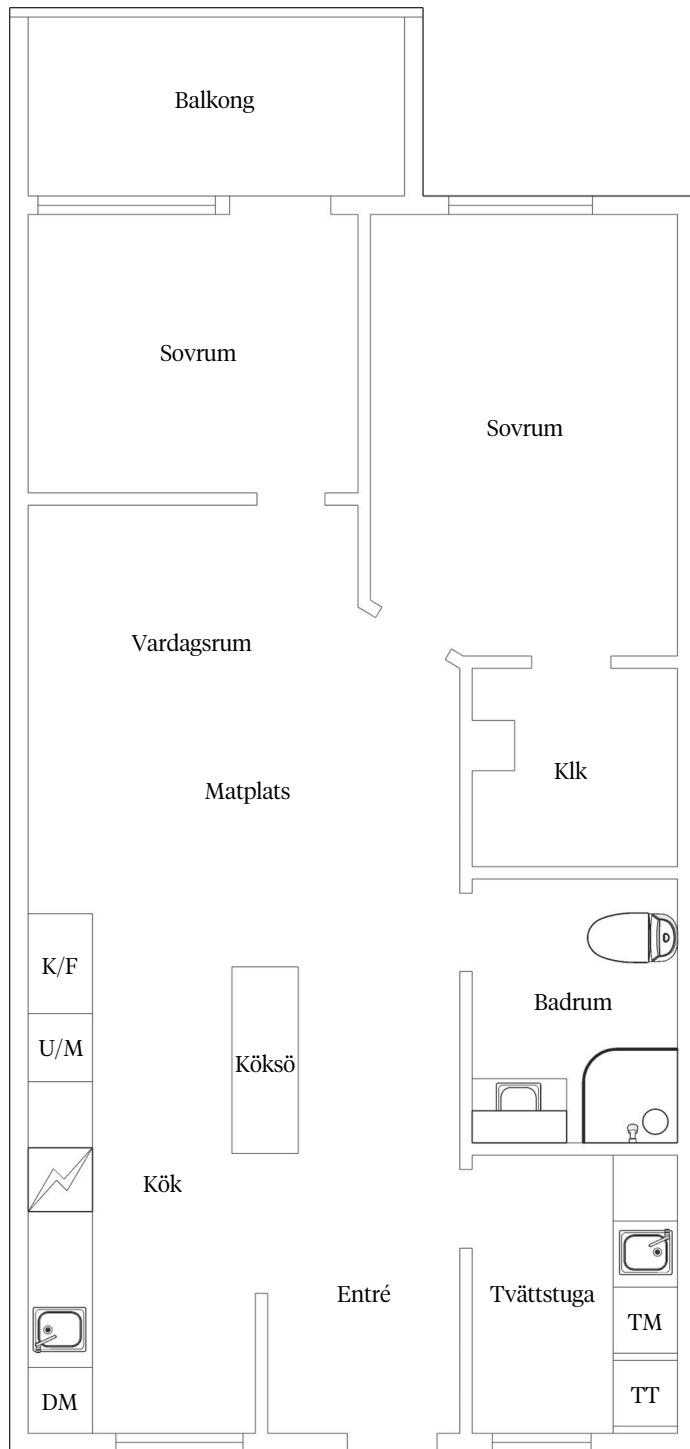 Balkong
Sovrum
Sovrum
Vardagsrum
Matplats
Klk
K/F
U/M
Köksö
Badrum
Kök
Entré
Tvättstuga
TM
DM
TT